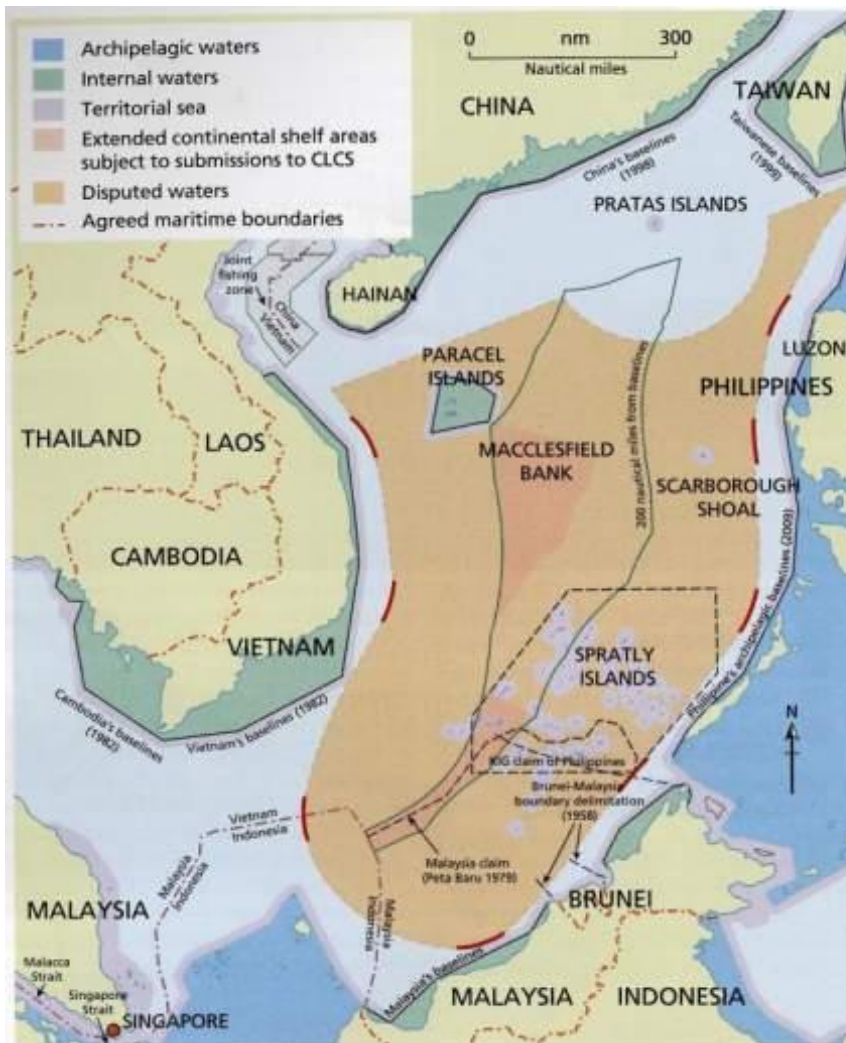 Archipelagic waters
Internal waters
Territorial sea
Extended continental shelf areas
subject to submissions to CLCS
Disputed waters
Agreed maritime boundaries
0 nm 300
Nautical miles
CHINA
TAIWAN
China's baselines
(1998)
Taiwanese baselines
(1999)
PRATAS ISLANDS
Joint
fishing
zone
China
Vietnam
HAINAN
PARACEL
ISLANDS
LUZON
PHILIPPINES
THAILAND
LAOS
MACCLESFIELD
BANK
200 nautical miles from baselines
SCARBOROUGH
SHOAL
CAMBODIA
VIETNAM
SPRATLY
ISLANDS
Philippine's archipelagic baselines (2009)
Cambodia's baselines
(1982)
Vietnam's baselines (1982)
N
KIG claim of Philippines
Brunei-Malaysia
boundary delimitation
(1958)
Vietnam
Indonesia
Malaysia
Indonesia
Malaysia claim
(Peta Baru 1979)
Malaysia
Indonesia
BRUNEI
MALAYSIA
Malacca
Strait
Singapore
Strait
SINGAPORE
Malaysia's baselines
MALAYSIA
INDONESIA